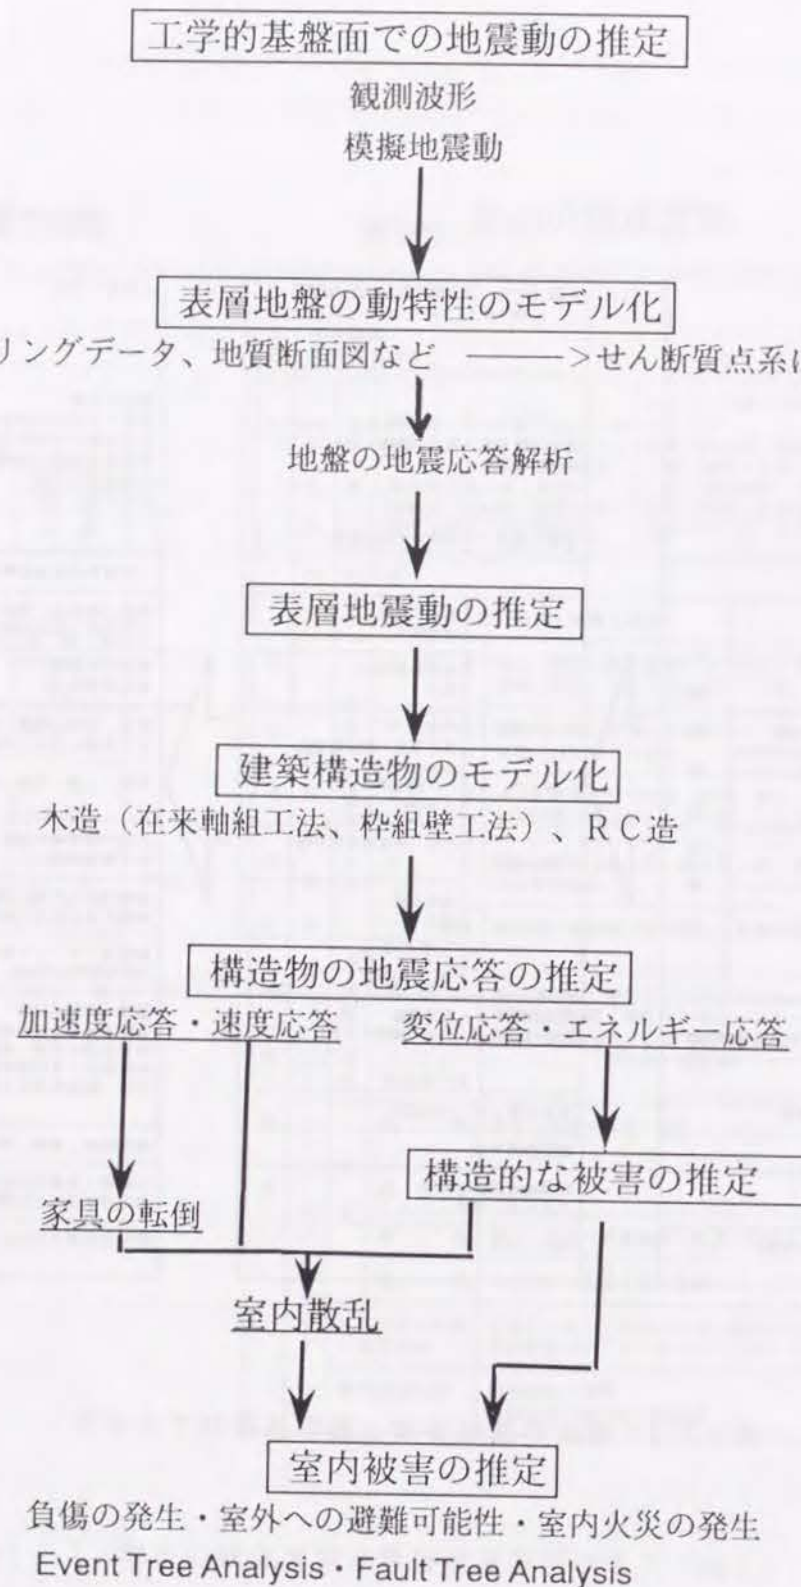 工学的基盤面での地震動の推定
観測波形
模擬地震動
表層地盤の動特性のモデル化
リングデータ、地質断面図など ――――>せん断質点系に
地盤の地震応答解析
表層地震動の推定
建築構造物のモデル化
木造（在来軸組工法、枠組壁工法）、ＲＣ造
構造物の地震応答の推定
加速度応答・速度応答 変位応答・エネルギー応答
構造的な被害の推定
家具の転倒
室内散乱
室内被害の推定
負傷の発生・室外への避難可能性・室内火災の発生
Event Tree Analysis・Fault Tree Analysis